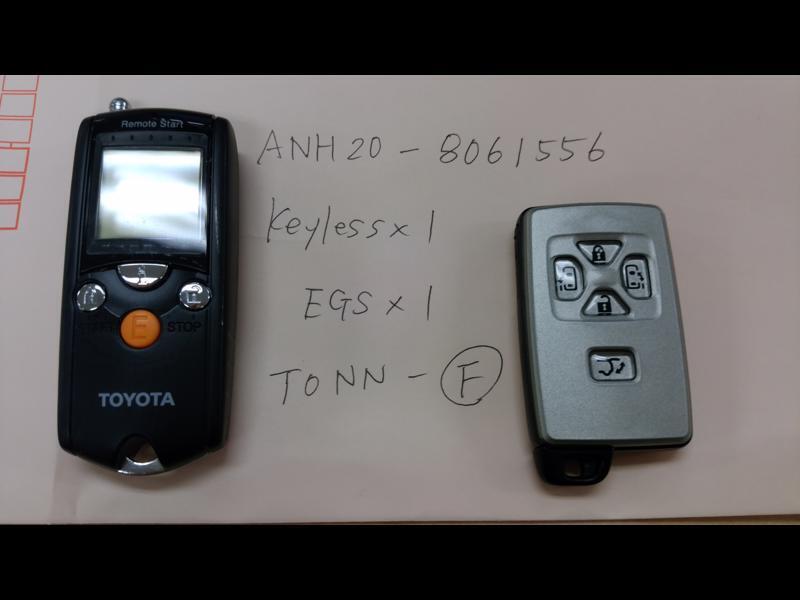 Remote Start
ANH20-8061556
Keyless x 1
EGS x 1
START E STOP
TONN-F
TOYOTA